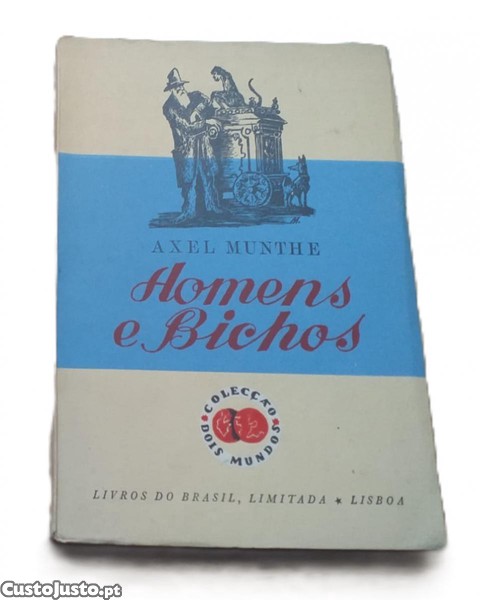 AXEL MUNTHE
Homens
e Bichos
COLECÇÃO
DOIS MUNDOS
LIVROS DO BRASIL, LIMITADA ★ LISBOA
CustoJusto.pt